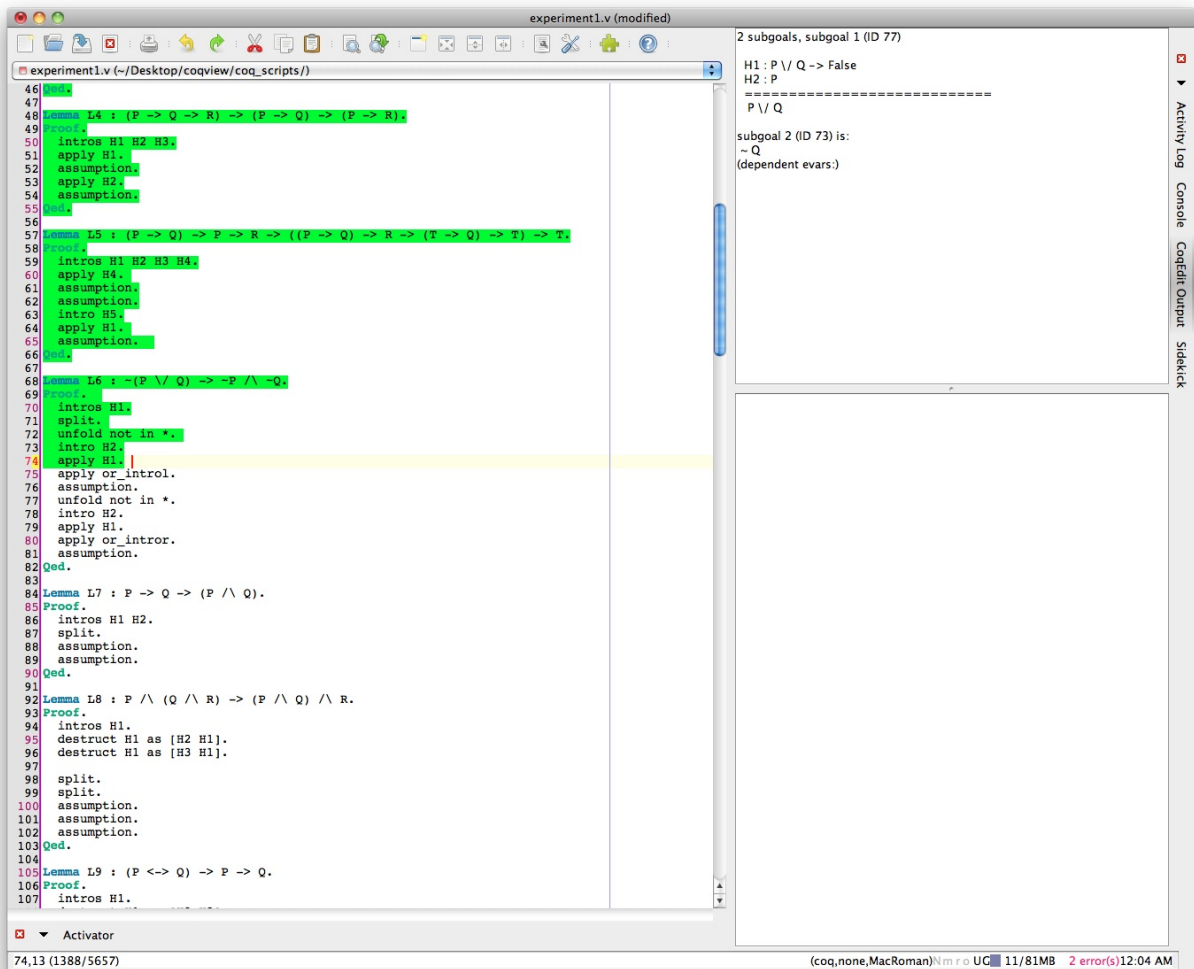 experiment1.v (modified)
experiment1.v (~/Desktop/coqview/coq_scripts/)
46 Qed.
47
48 Lemma L4 : (P -> Q -> R) -> (P -> Q) -> (P -> R).
49 Proof.
50   intros H1 H2 H3.
51   apply H1.
52   assumption.
53   apply H2.
54   assumption.
55 Qed.
56
57 Lemma L5 : (P -> Q) -> P -> R -> ((P -> Q) -> R -> (T -> Q) -> T) -> T.
58 Proof.
59   intros H1 H2 H3 H4.
60   apply H4.
61   assumption.
62   assumption.
63   intro H5.
64   apply H1.
65   assumption.
66 Qed.
67
68 Lemma L6 : ~(P \/ Q) -> ~P /\ ~Q.
69 Proof.
70   intros H1.
71   split.
72   unfold not in *.
73   intro H2.
74   apply H1.
75   apply or_introl.
76   assumption.
77   unfold not in *.
78   intro H2.
79   apply H1.
80   apply or_intror.
81   assumption.
82 Qed.
83
84 Lemma L7 : P -> Q -> (P /\ Q).
85 Proof.
86   intros H1 H2.
87   split.
88   assumption.
89   assumption.
90 Qed.
91
92 Lemma L8 : P /\ (Q /\ R) -> (P /\ Q) /\ R.
93 Proof.
94   intros H1.
95   destruct H1 as [H2 H1].
96   destruct H1 as [H3 H1].
97
98   split.
99   split.
100   assumption.
101   assumption.
102   assumption.
103 Qed.
104
105 Lemma L9 : (P <-> Q) -> P -> Q.
106 Proof.
107   intros H1.
2 subgoals, subgoal 1 (ID 77)
H1 : P \/ Q -> False
H2 : P
============================
P \/ Q
subgoal 2 (ID 73) is:
~ Q
(dependent evars:)
Activity Log
Console
CoqEdit Output
Sidekick
Activator
74,13 (1388/5657)
(coq,none,MacRoman)N m r o UG 11/81MB 2 error(s)12:04 AM